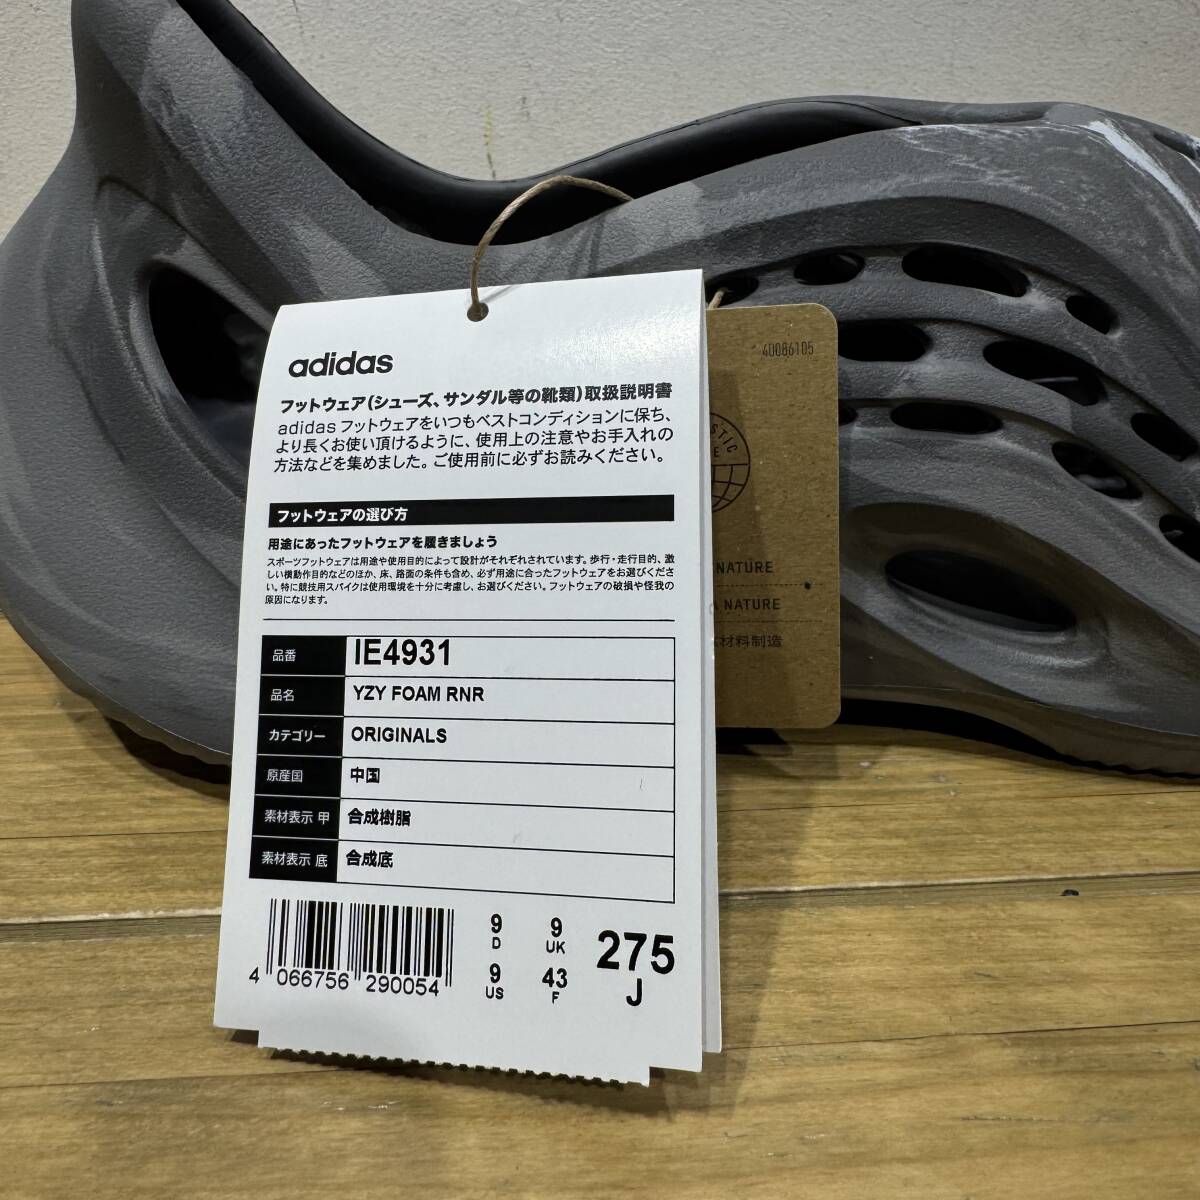 adidas
フットウェア(シューズ、サンダル等の靴類)取扱説明書
adidas フットウェアをいつもベストコンディションに保ち、
より長くお使い頂けるように、使用上の注意やお手入れの
方法などを集めました。ご使用前に必ずお読みください。
フットウェアの選び方
用途にあったフットウェアを履きましょう
スポーツフットウェアは用途や使用目的によって設計がそれぞれされています。歩行・走行目的、激
しい横動作目的などのほか、床、路面の条件も含め、必ず用途に合ったフットウェアをお選びくださ
い。特に競技用スパイクは使用環境を十分に考慮し、お選びください。フットウェアの破損や怪我の
原因になります。
品番 IE4931
品名 YZY FOAM RNR
カテゴリー ORIGINALS
原産国 中国
素材表示 甲 合成樹脂
素材表示 底 合成底
4 066756 290054
9 D
9 UK
9 US
43 F
275 J
40086105
NATURE
NATURE
材料制造